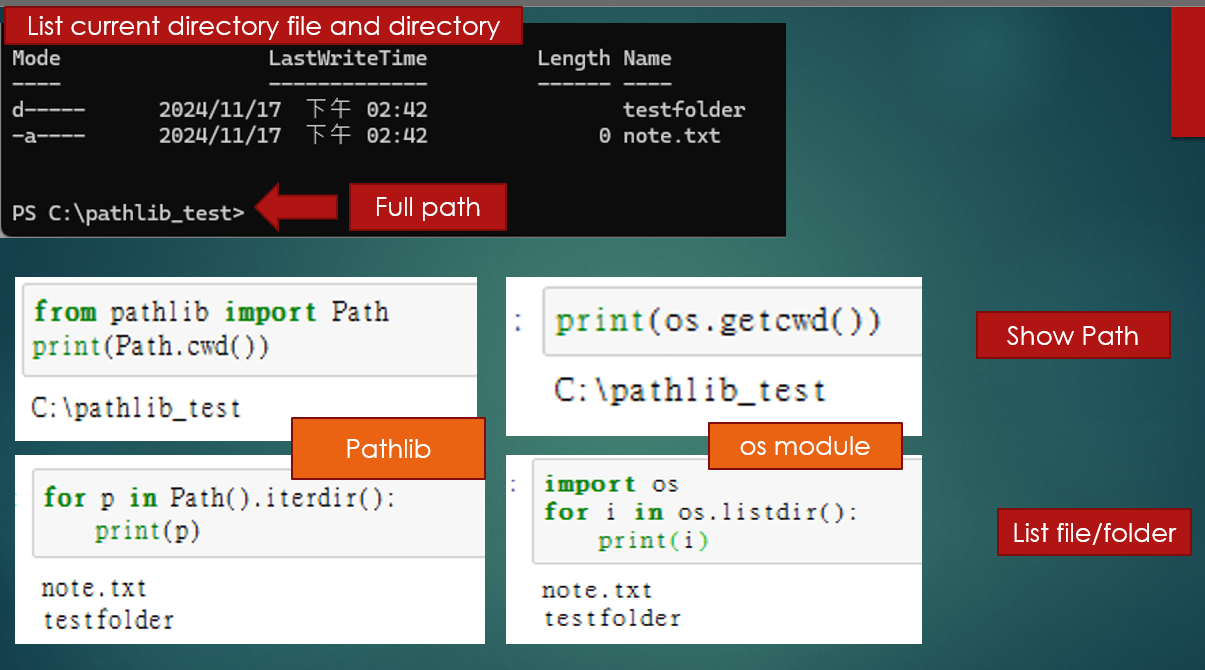 List current directory file and directory
Mode LastWriteTime Length Name
---- ------------- ------ ----
d----- 2024/11/17 下午 02:42 testfolder
-a---- 2024/11/17 下午 02:42 0 note.txt
PS C:\pathlib_test>
Full path
from pathlib import Path
print(Path.cwd())
C:\pathlib_test
: print(os.getcwd())
C:\pathlib_test
Show Path
Pathlib
os module
: for p in Path().iterdir():
print(p)
note.txt
testfolder
: import os
for i in os.listdir():
print(i)
note.txt
testfolder
List file/folder